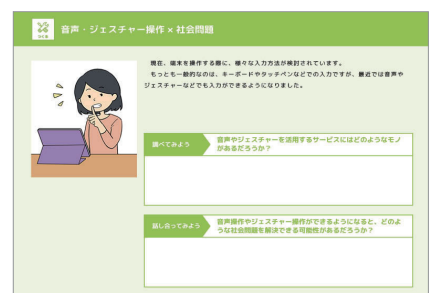 音声・ジェスチャー操作 × 社会問題
現在、端末を操作する際に、様々な入力方法が検討されています。
もっとも一般的なのは、キーボードやタッチペンなどでの入力ですが、最近では音声や
ジェスチャーなどでも入力ができるようになりました。
調べてみよう
音声やジェスチャーを活用するサービスにはどのようなモノ
があるだろうか？
話し合ってみよう
音声操作やジェスチャー操作ができるようになると、どのよ
うな社会問題を解決できる可能性があるだろうか？